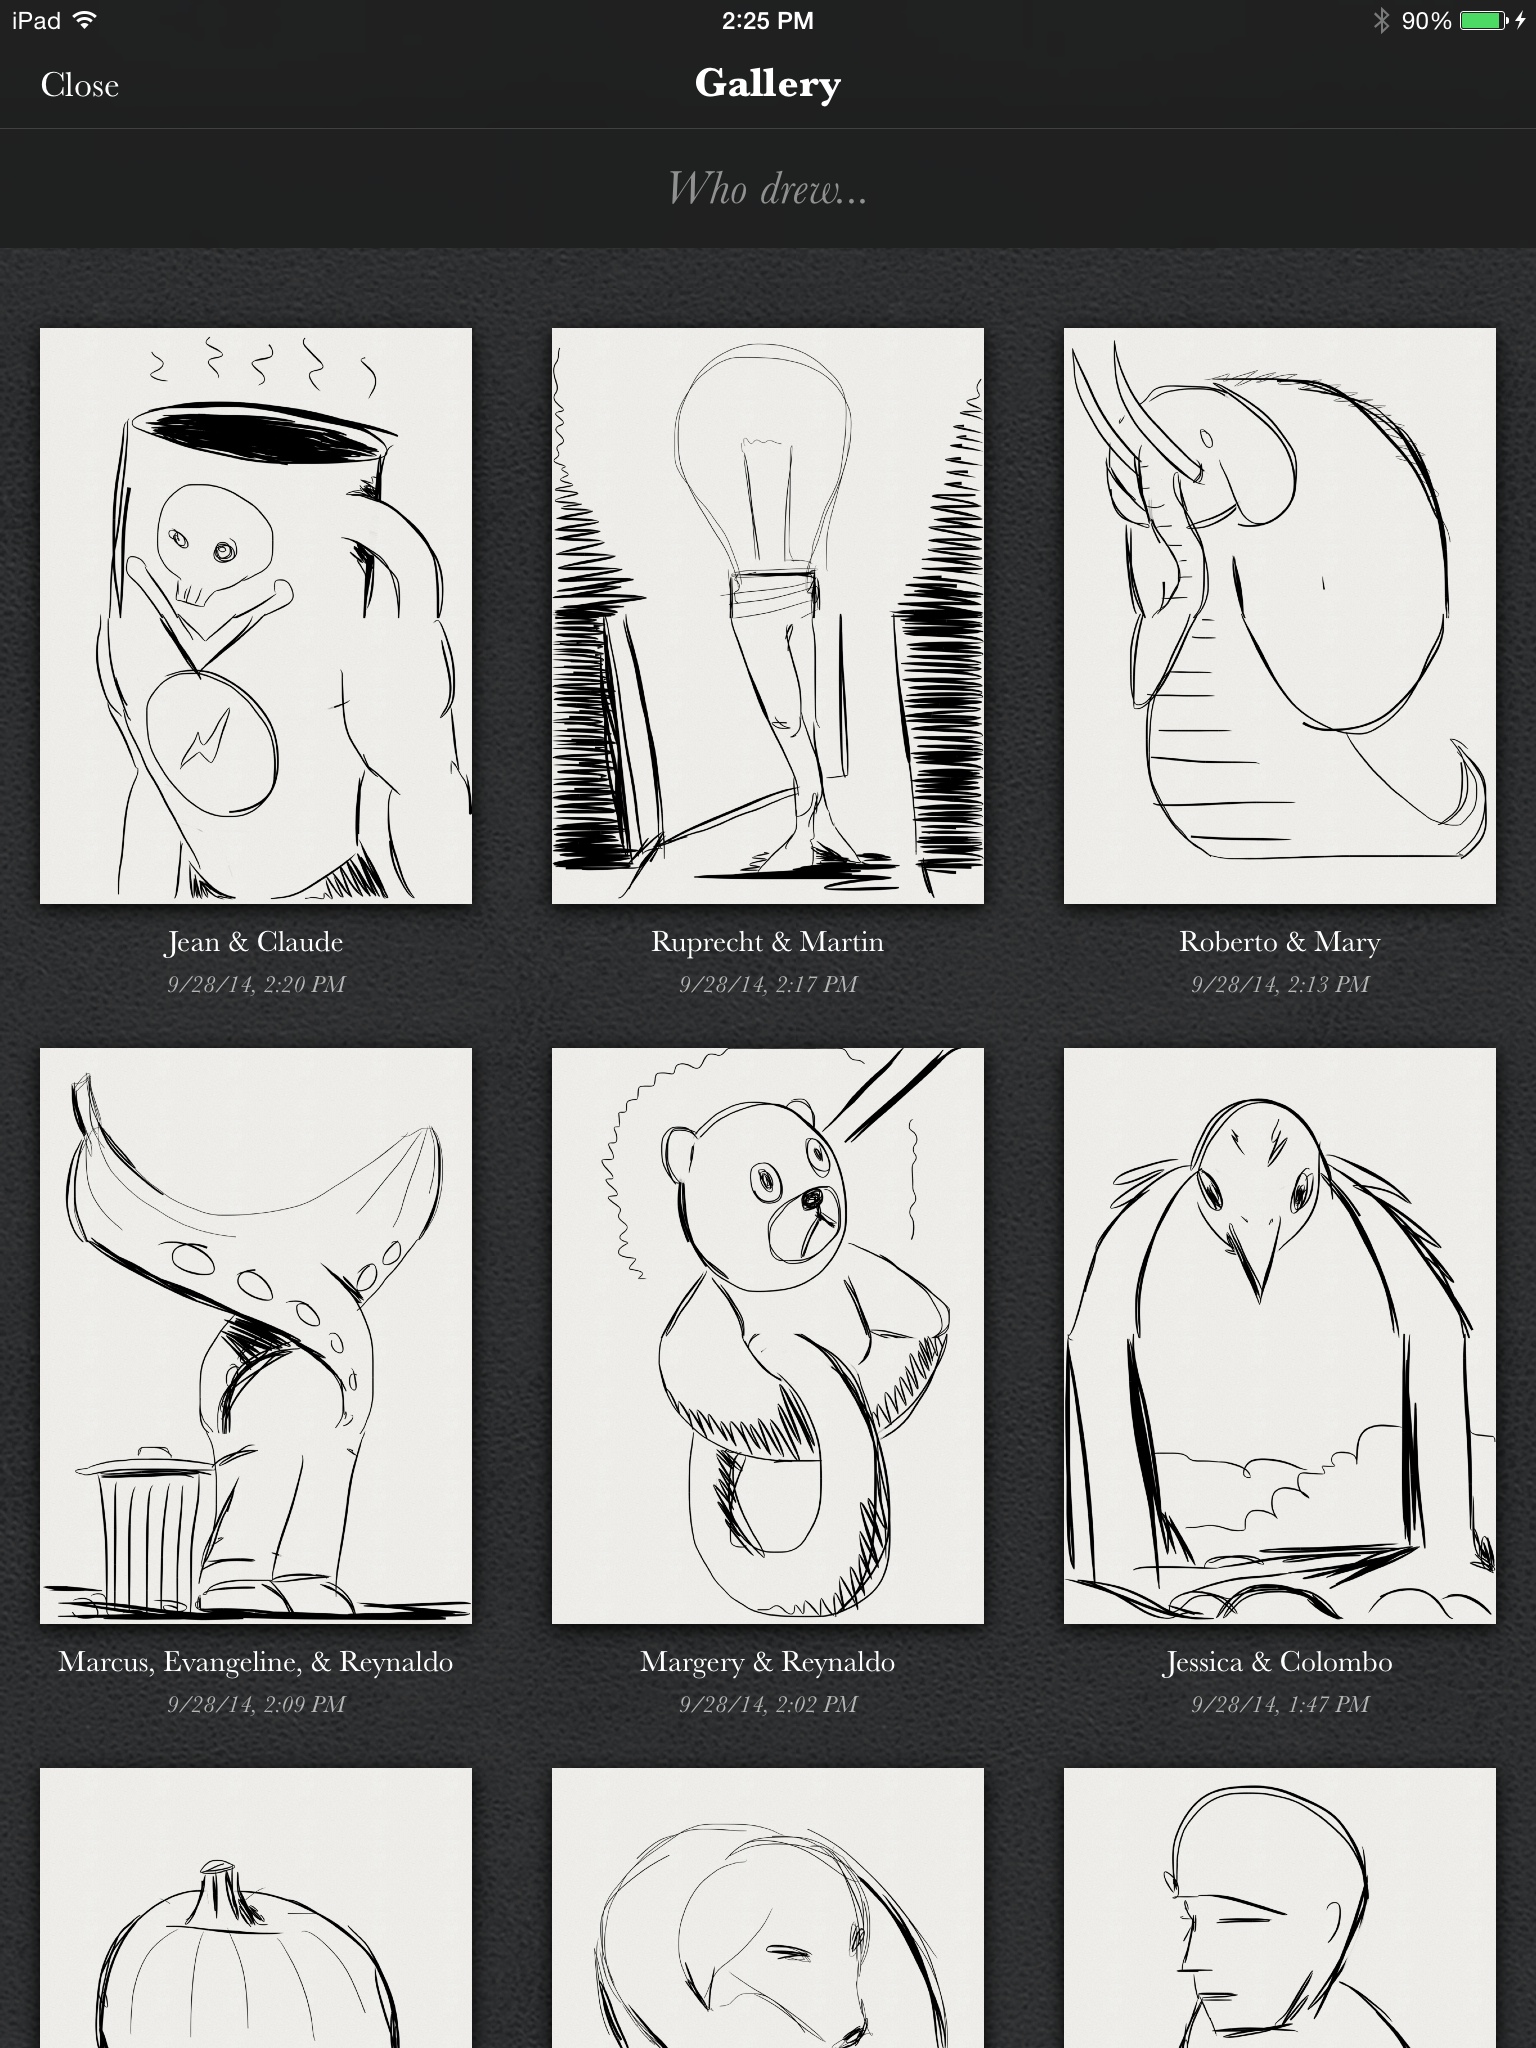 iPad 2:25 PM 90%
Close Gallery
Who drew...
Jean & Claude
9/28/14, 2:20 PM
Ruprecht & Martin
9/28/14, 2:17 PM
Roberto & Mary
9/28/14, 2:13 PM
Marcus, Evangeline, & Reynaldo
9/28/14, 2:09 PM
Margery & Reynaldo
9/28/14, 2:02 PM
Jessica & Colombo
9/28/14, 1:47 PM